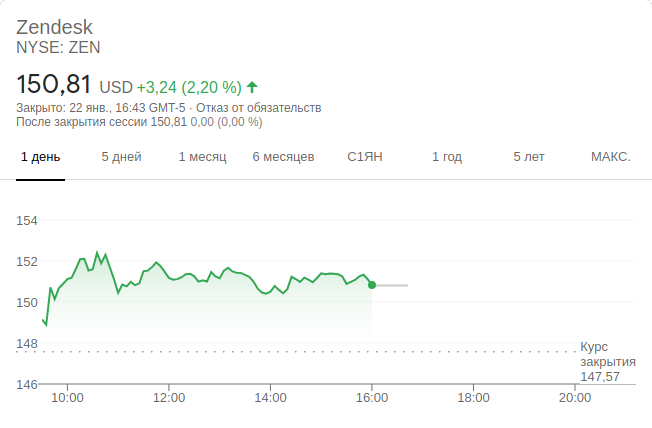 Zendesk
NYSE: ZEN
150,81 USD +3,24 (2,20 %)
Закрыто: 22 янв., 16:43 GMT-5 · Отказ от обязательств
После закрытия сессии 150,81 0,00 (0,00 %)
1 день 5 дней 1 месяц 6 месяцев С1ЯН 1 год 5 лет МАКС.
154
152
150
148
Курс
закрытия
147,57
146
10:00 12:00 14:00 16:00 18:00 20:00